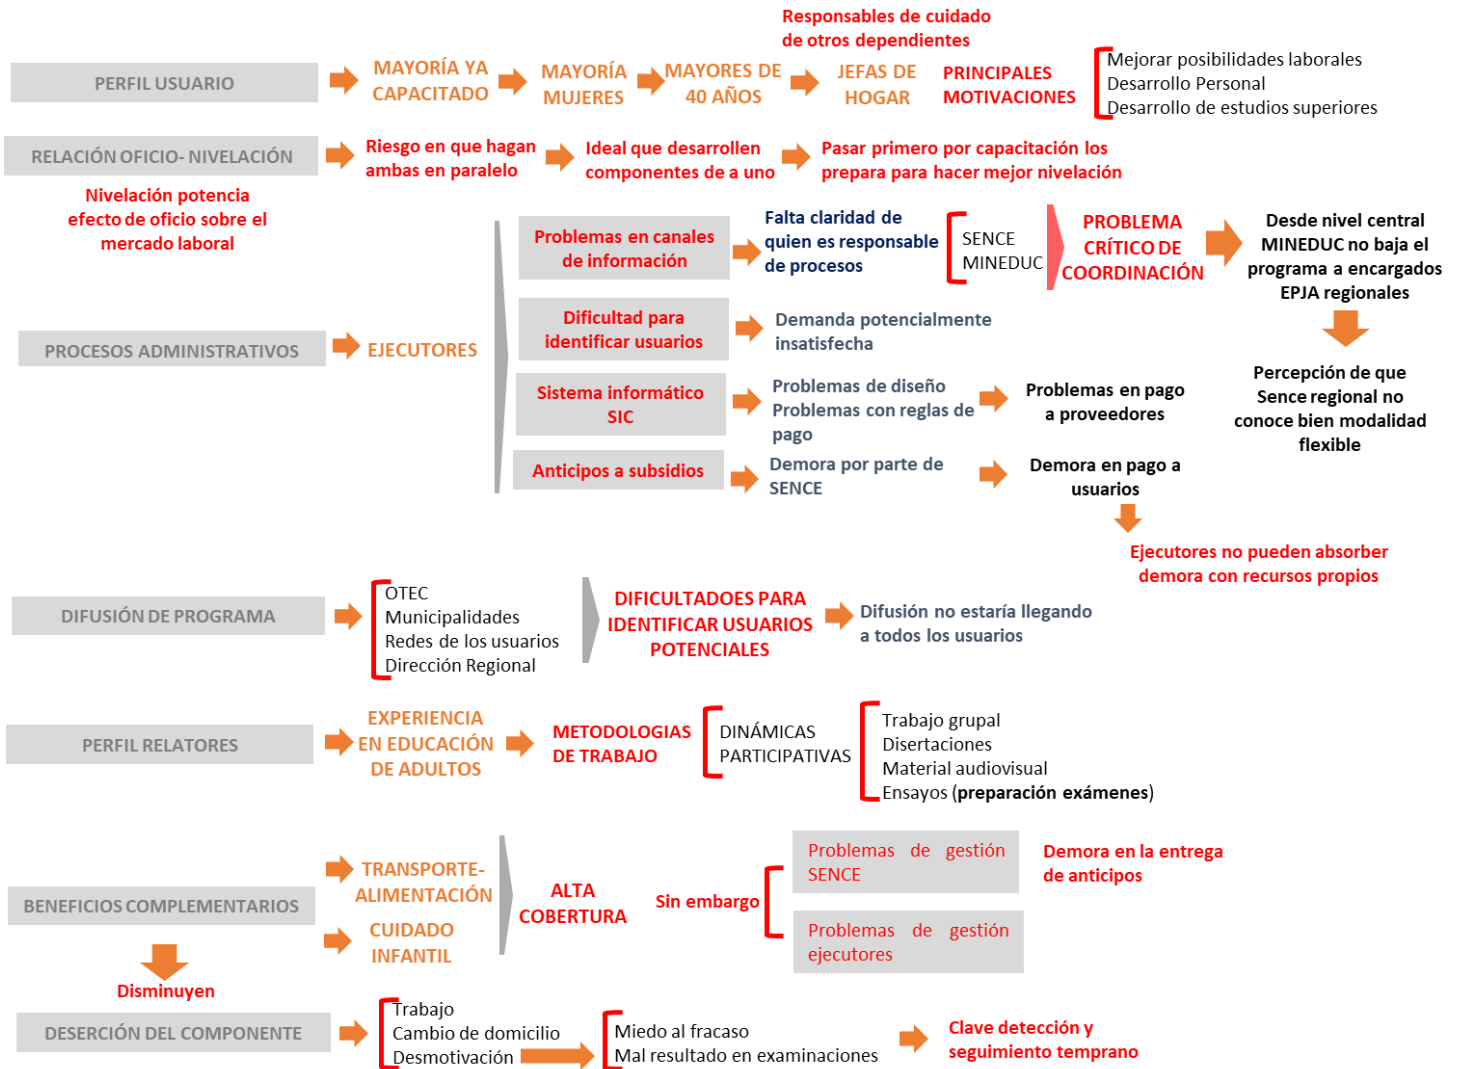 Responsables de cuidado
de otros dependientes
PERFIL USUARIO
MAYORÍA YA
CAPACITADO
MAYORÍA
MUJERES
MAYORES DE
40 AÑOS
JEFAS DE
HOGAR
PRINCIPALES
MOTIVACIONES
Mejorar posibilidades laborales
Desarrollo Personal
Desarrollo de estudios superiores
RELACIÓN OFICIO- NIVELACIÓN
Riesgo en que hagan
ambas en paralelo
Ideal que desarrollen
componentes de a uno
Pasar primero por capacitación los
prepara para hacer mejor nivelación
Nivelación potencia
efecto de oficio sobre el
mercado laboral
PROCESOS ADMINISTRATIVOS
EJECUTORES
Problemas en canales
de información
Falta claridad de
quien es responsable
de procesos
SENCE
MINEDUC
PROBLEMA
CRÍTICO DE
COORDINACIÓN
Desde nivel central
MINEDUC no baja el
programa a encargados
EPJA regionales
Percepción de que
Sence regional no
conoce bien modalidad
flexible
Dificultad para
identificar usuarios
Demanda potencialmente
insatisfecha
Sistema informático
SIC
Problemas de diseño
Problemas con reglas de
pago
Problemas en pago
a proveedores
Anticipos a subsidios
Demora por parte de
SENCE
Demora en pago a
usuarios
Ejecutores no pueden absorber
demora con recursos propios
DIFUSIÓN DE PROGRAMA
OTEC
Municipalidades
Redes de los usuarios
Dirección Regional
DIFICULTADOES PARA
IDENTIFICAR USUARIOS
POTENCIALES
Difusión no estaría llegando
a todos los usuarios
PERFIL RELATORES
EXPERIENCIA
EN EDUCACIÓN
DE ADULTOS
METODOLOGIAS
DE TRABAJO
DINÁMICAS
PARTICIPATIVAS
Trabajo grupal
Disertaciones
Material audiovisual
Ensayos (preparación exámenes)
BENEFICIOS COMPLEMENTARIOS
TRANSPORTE-
ALIMENTACIÓN
CUIDADO
INFANTIL
ALTA
COBERTURA
Sin embargo
Problemas de gestión
SENCE
Demora en la entrega
de anticipos
Problemas de gestión
ejecutores
Disminuyen
DESERCIÓN DEL COMPONENTE
Trabajo
Cambio de domicilio
Desmotivación
Miedo al fracaso
Mal resultado en examinaciones
Clave detección y
seguimiento temprano